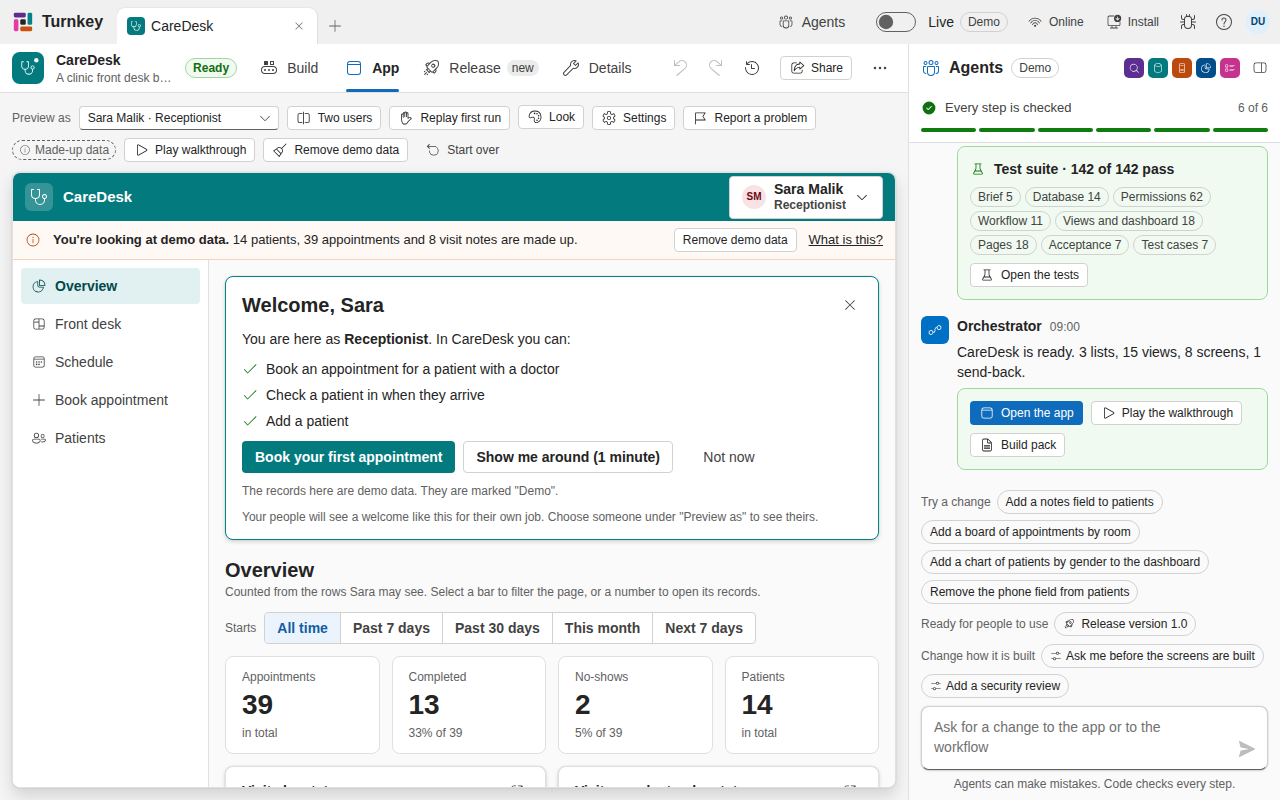 Turnkey
CareDesk
Agents
Live
Demo
Online
Install
DU
CareDesk
A clinic front desk b…
Ready
Build
App
Release
new
Details
Share
Agents
Demo
Every step is checked
6 of 6
Preview as
Sara Malik · Receptionist
Two users
Replay first run
Look
Settings
Report a problem
Made-up data
Play walkthrough
Remove demo data
Start over
CareDesk
SM
Sara Malik
Receptionist
You're looking at demo data. 14 patients, 39 appointments and 8 visit notes are made up.
Remove demo data
What is this?
Overview
Front desk
Schedule
Book appointment
Patients
Welcome, Sara
You are here as Receptionist. In CareDesk you can:
Book an appointment for a patient with a doctor
Check a patient in when they arrive
Add a patient
Book your first appointment
Show me around (1 minute)
Not now
The records here are demo data. They are marked "Demo".
Your people will see a welcome like this for their own job. Choose someone under "Preview as" to see theirs.
Overview
Counted from the rows Sara may see. Select a bar to filter the page, or a number to open its records.
Starts
All time
Past 7 days
Past 30 days
This month
Next 7 days
Appointments
39
in total
Completed
13
33% of 39
No-shows
2
5% of 39
Patients
14
in total
Test suite · 142 of 142 pass
Brief 5
Database 14
Permissions 62
Workflow 11
Views and dashboard 18
Pages 18
Acceptance 7
Test cases 7
Open the tests
Orchestrator 09:00
CareDesk is ready. 3 lists, 15 views, 8 screens, 1
send-back.
Open the app
Play the walkthrough
Build pack
Try a change
Add a notes field to patients
Add a board of appointments by room
Add a chart of patients by gender to the dashboard
Remove the phone field from patients
Ready for people to use
Release version 1.0
Change how it is built
Ask me before the screens are built
Add a security review
Ask for a change to the app or to the
workflow
Agents can make mistakes. Code checks every step.